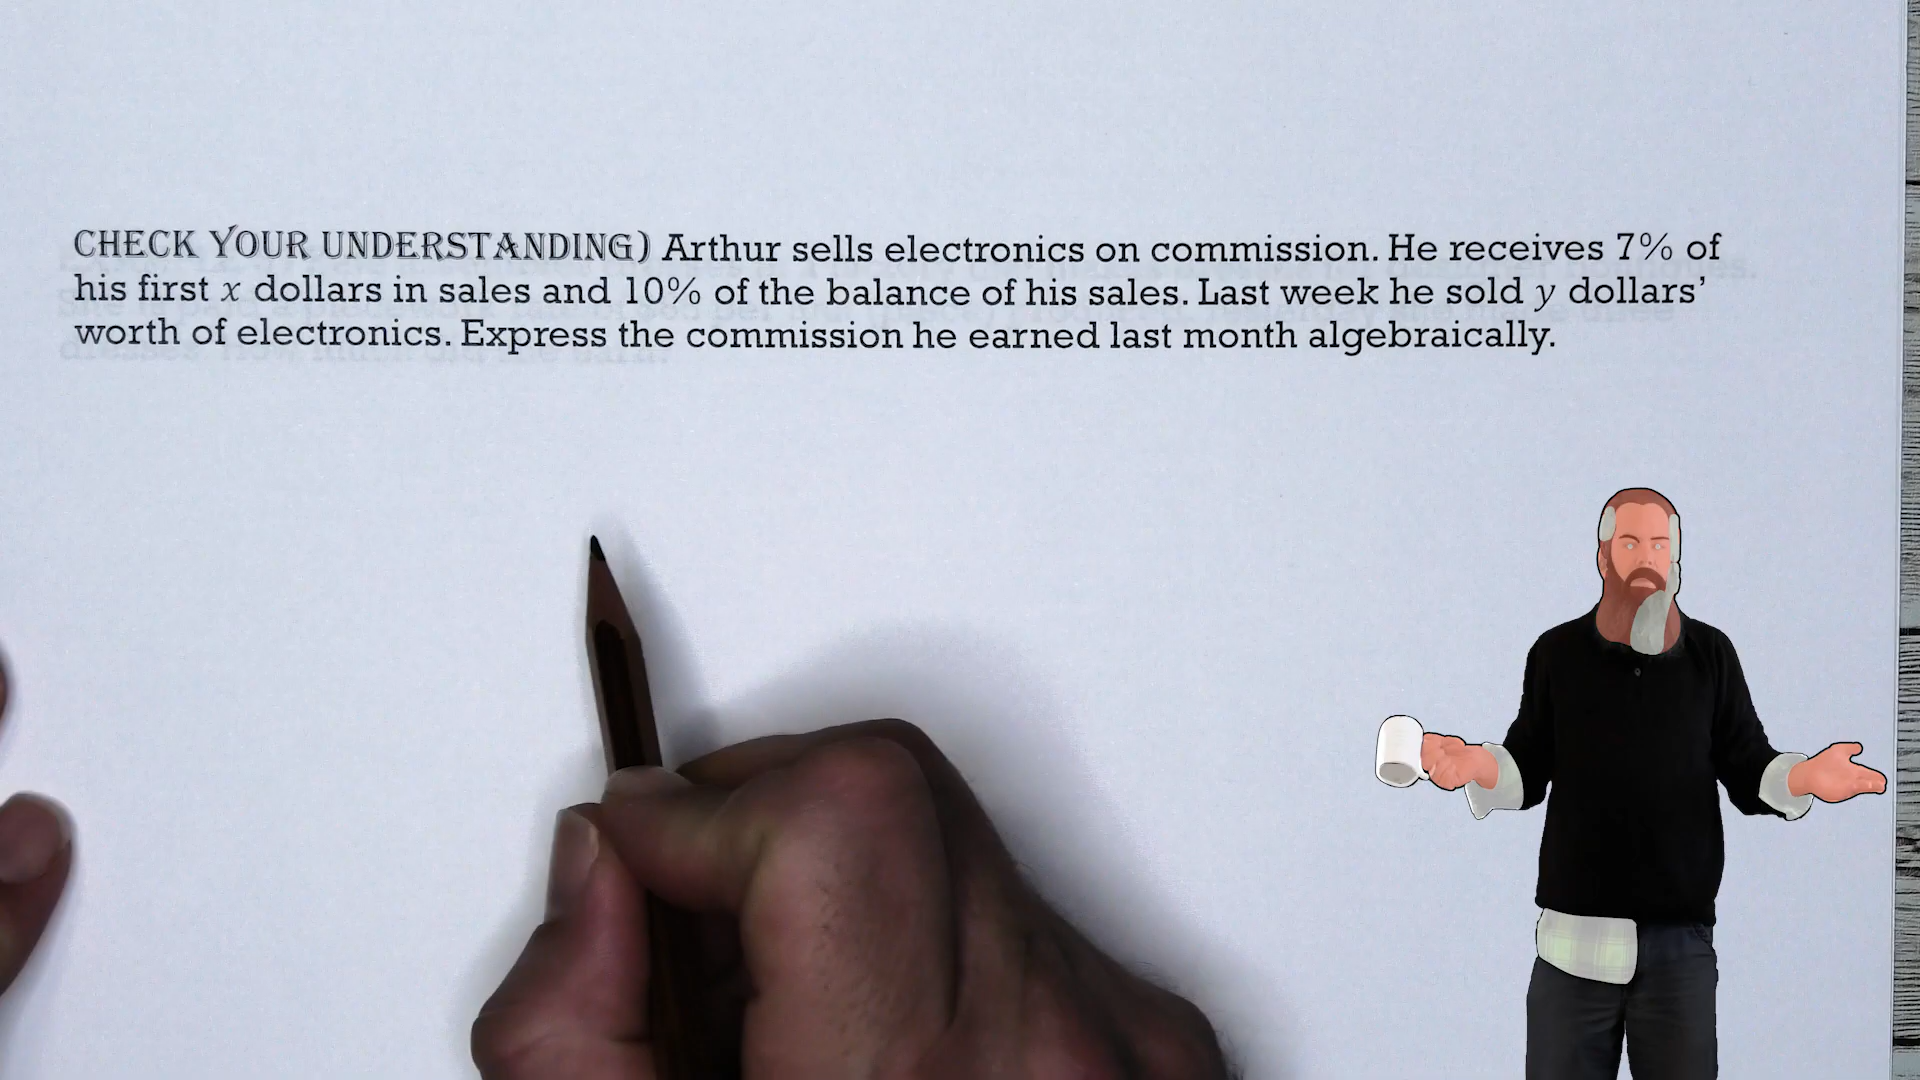 CHECK YOUR UNDERSTANDING) Arthur sells electronics on commission. He receives 7% of
his first x dollars in sales and 10% of the balance of his sales. Last week he sold y dollars’
worth of electronics. Express the commission he earned last month algebraically.